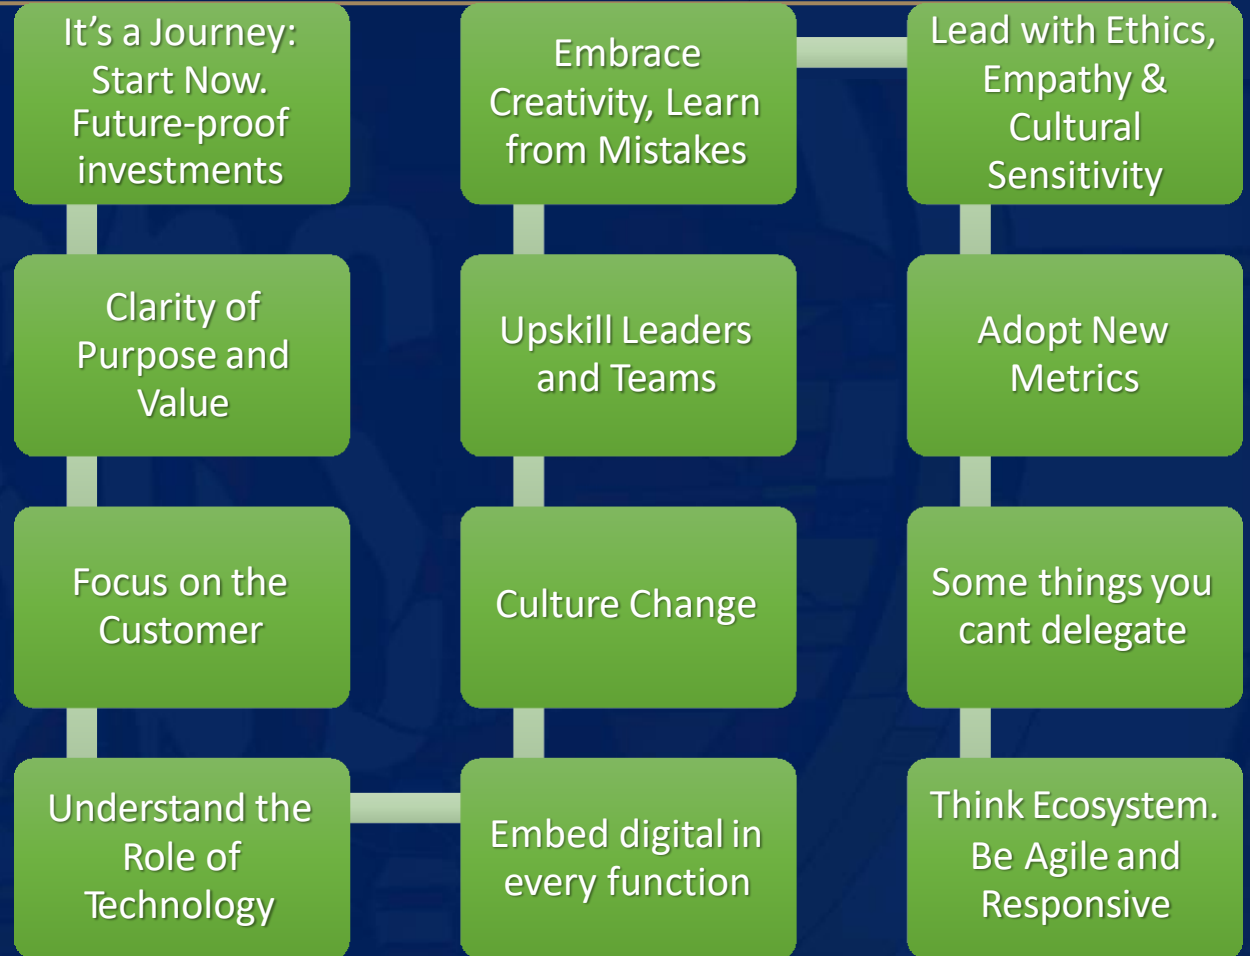 It’s a Journey:
Start Now.
Future-proof
investments
Clarity of
Purpose and
Value
Focus on the
Customer
Understand the
Role of
Technology
Embed digital in
every function
Culture Change
Upskill Leaders
and Teams
Embrace
Creativity, Learn
from Mistakes
Lead with Ethics,
Empathy &
Cultural
Sensitivity
Adopt New
Metrics
Some things you
cant delegate
Think Ecosystem.
Be Agile and
Responsive